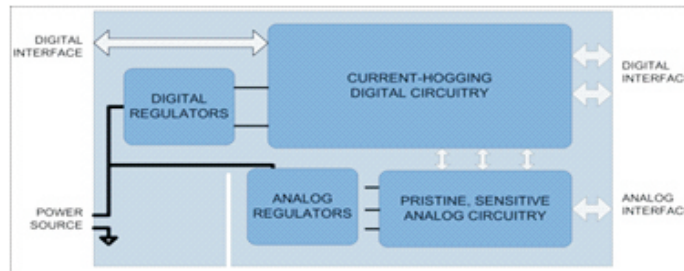 DIGITAL
INTERFACE
CURRENT-HOGGING
DIGITAL CIRCUITRY
DIGITAL
INTERFAC
DIGITAL
REGULATORS
ANALOG
REGULATORS
PRISTINE, SENSITIVE
ANALOG CIRCUITRY
ANALOG
INTERFAC
POWER
SOURCE